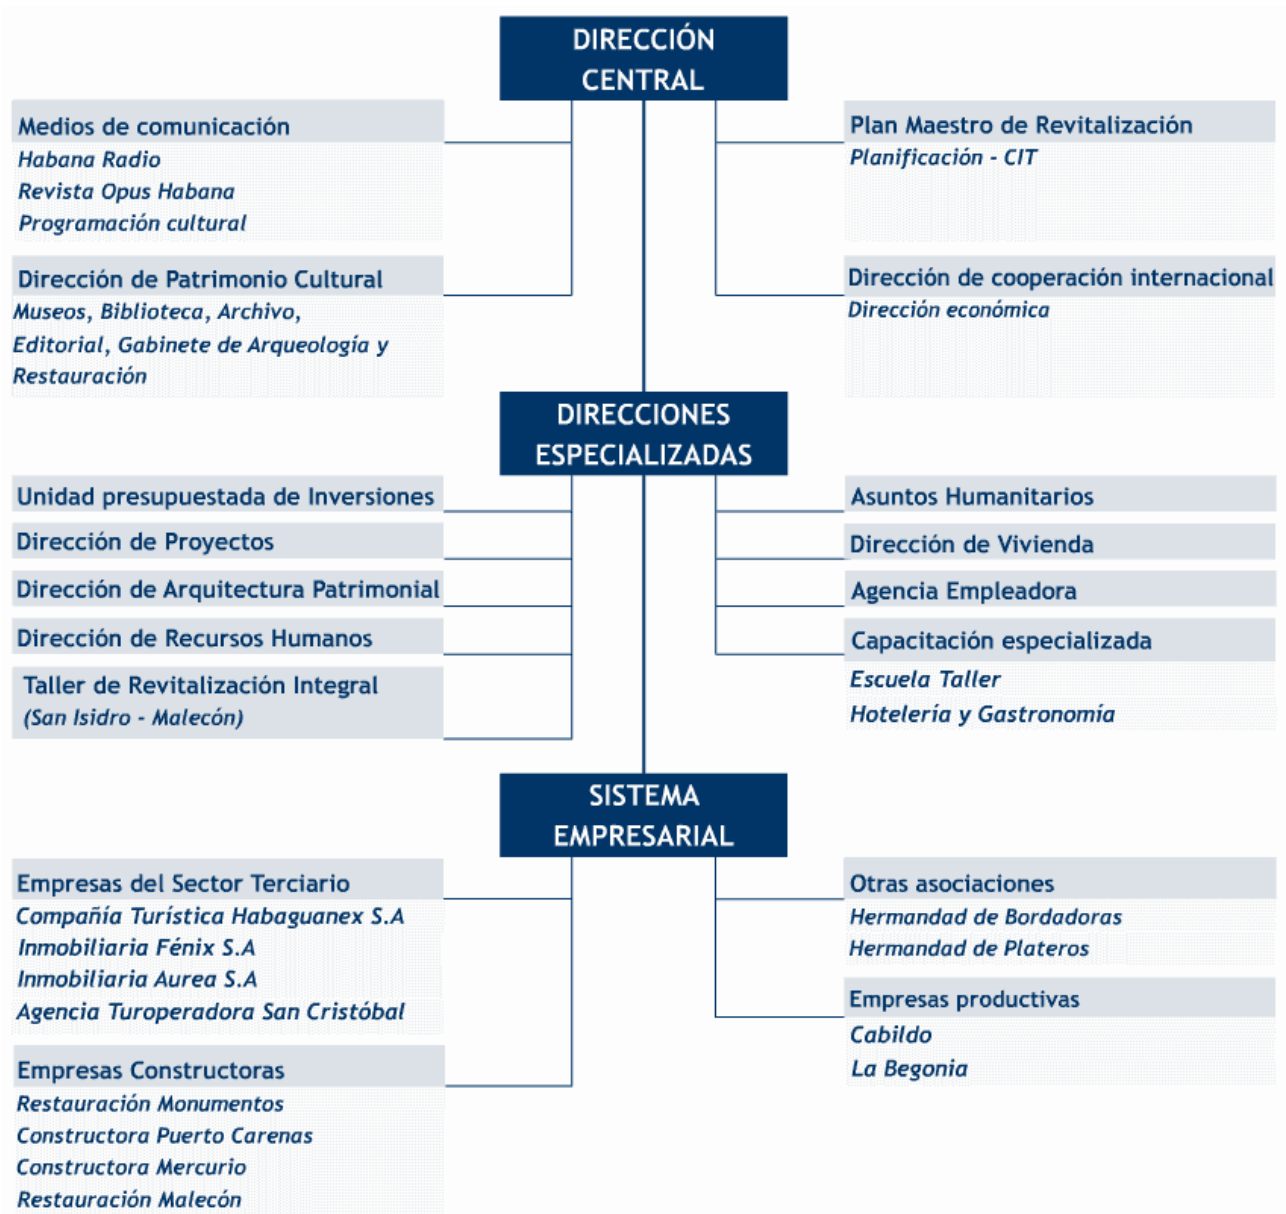 DIRECCIÓN
CENTRAL
Medios de comunicación
Habana Radio
Revista Opus Habana
Programación cultural
Dirección de Patrimonio Cultural
Museos, Biblioteca, Archivo,
Editorial, Gabinete de Arqueología y
Restauración
Plan Maestro de Revitalización
Planificación - CIT
Dirección de cooperación internacional
Dirección económica
DIRECCIONES
ESPECIALIZADAS
Unidad presupuestada de Inversiones
Dirección de Proyectos
Dirección de Arquitectura Patrimonial
Dirección de Recursos Humanos
Taller de Revitalización Integral
(San Isidro - Malecón)
Asuntos Humanitarios
Dirección de Vivienda
Agencia Empleadora
Capacitación especializada
Escuela Taller
Hotelería y Gastronomía
SISTEMA
EMPRESARIAL
Empresas del Sector Terciario
Compañía Turística Habaguanex S.A
Inmobiliaria Fénix S.A
Inmobiliaria Aurea S.A
Agencia Turoperadora San Cristóbal
Empresas Constructoras
Restauración Monumentos
Constructora Puerto Carenas
Constructora Mercurio
Restauración Malecón
Otras asociaciones
Hermandad de Bordadoras
Hermandad de Plateros
Empresas productivas
Cabildo
La Begonia